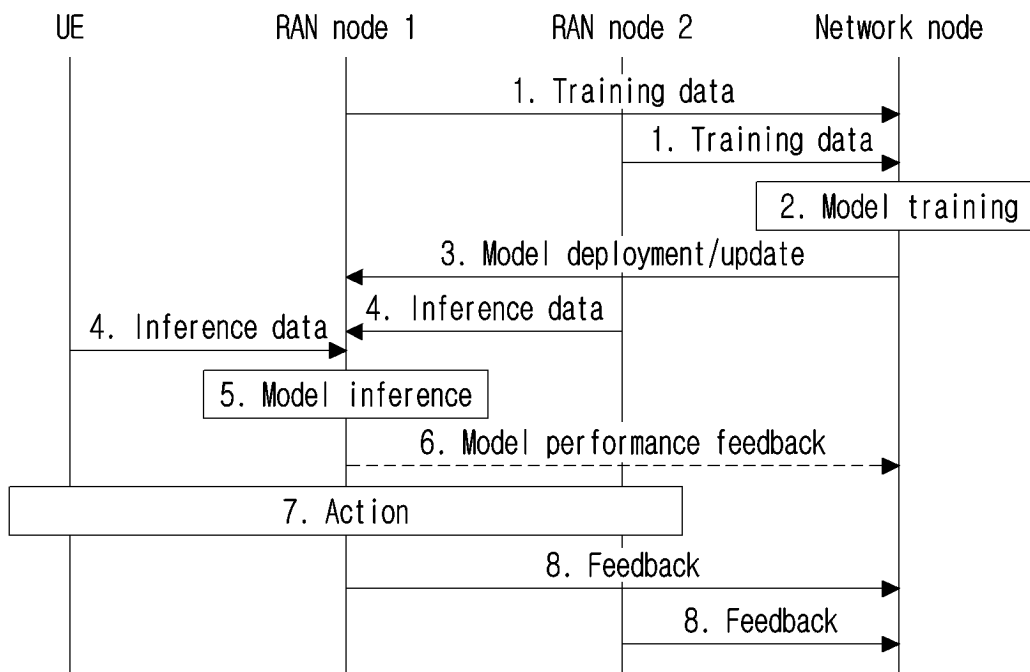 UE
RAN node 1
RAN node 2
Network node
1. Training data
1. Training data
2. Model training
3. Model deployment/update
4. Inference data
4. Inference data
5. Model inference
6. Model performance feedback
7. Action
8. Feedback
8. Feedback